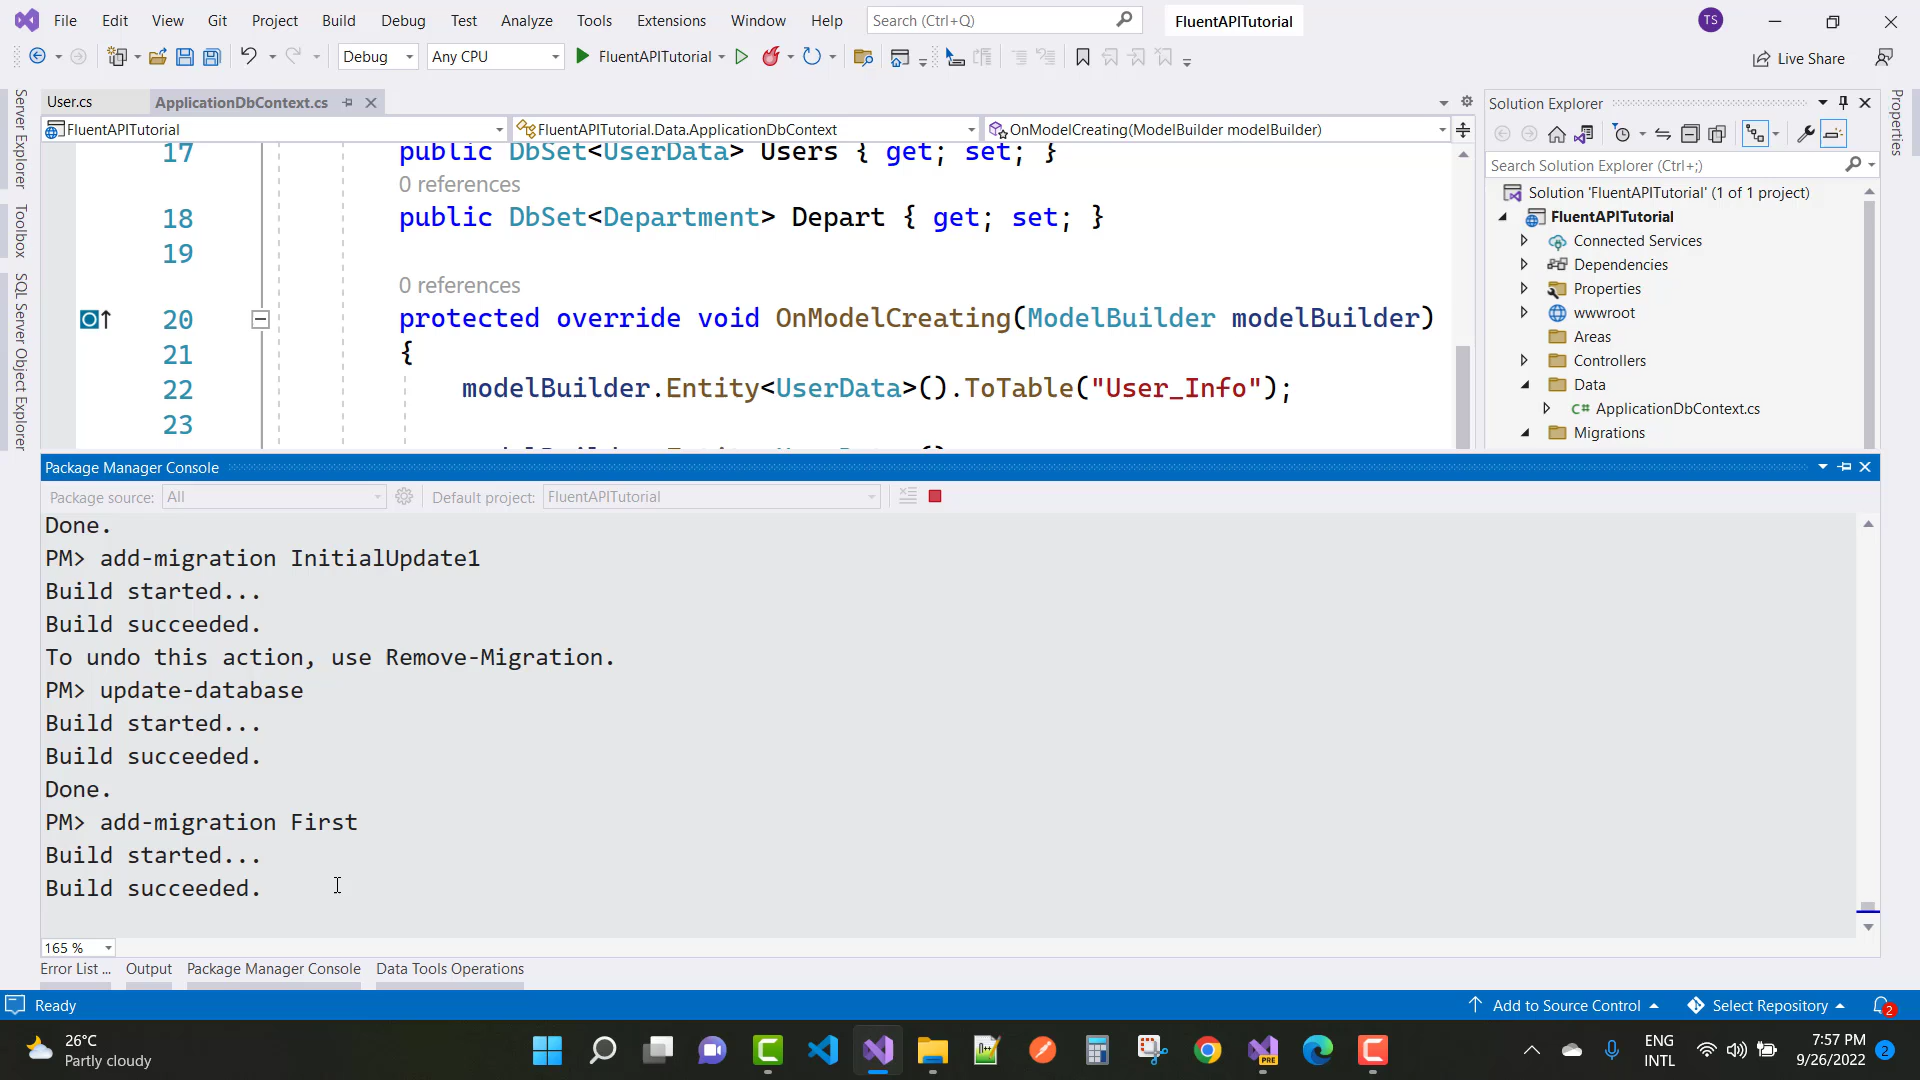 File Edit View Git Project Build Debug Test Analyze Tools Extensions Window Help Search (Ctrl+Q) FluentAPITutorial TS
Debug Any CPU FluentAPITutorial Live Share
User.cs ApplicationDbContext.cs
FluentAPITutorial FluentAPITutorial.Data.ApplicationDbContext OnModelCreating(ModelBuilder modelBuilder)
17 public DbSet<UserData> Users { get; set; }
0 references
18 public DbSet<Department> Depart { get; set; }
19
0 references
20 protected override void OnModelCreating(ModelBuilder modelBuilder)
21 {
22 modelBuilder.Entity<UserData>().ToTable("User_Info");
23
Server Explorer
Toolbox
SQL Server Object Explorer
Solution Explorer
Search Solution Explorer (Ctrl+;)
Solution 'FluentAPITutorial' (1 of 1 project)
FluentAPITutorial
Connected Services
Dependencies
Properties
wwwroot
Areas
Controllers
Data
C# ApplicationDbContext.cs
Migrations
Properties
Package Manager Console
Package source: All Default project: FluentAPITutorial
Done.
PM> add-migration InitialUpdate1
Build started...
Build succeeded.
To undo this action, use Remove-Migration.
PM> update-database
Build started...
Build succeeded.
Done.
PM> add-migration First
Build started...
Build succeeded.
165 %
Error List ... Output Package Manager Console Data Tools Operations
Ready Add to Source Control Select Repository 2
26°C
Partly cloudy
PRE
ENG
INTL
7:57 PM
9/26/2022
2